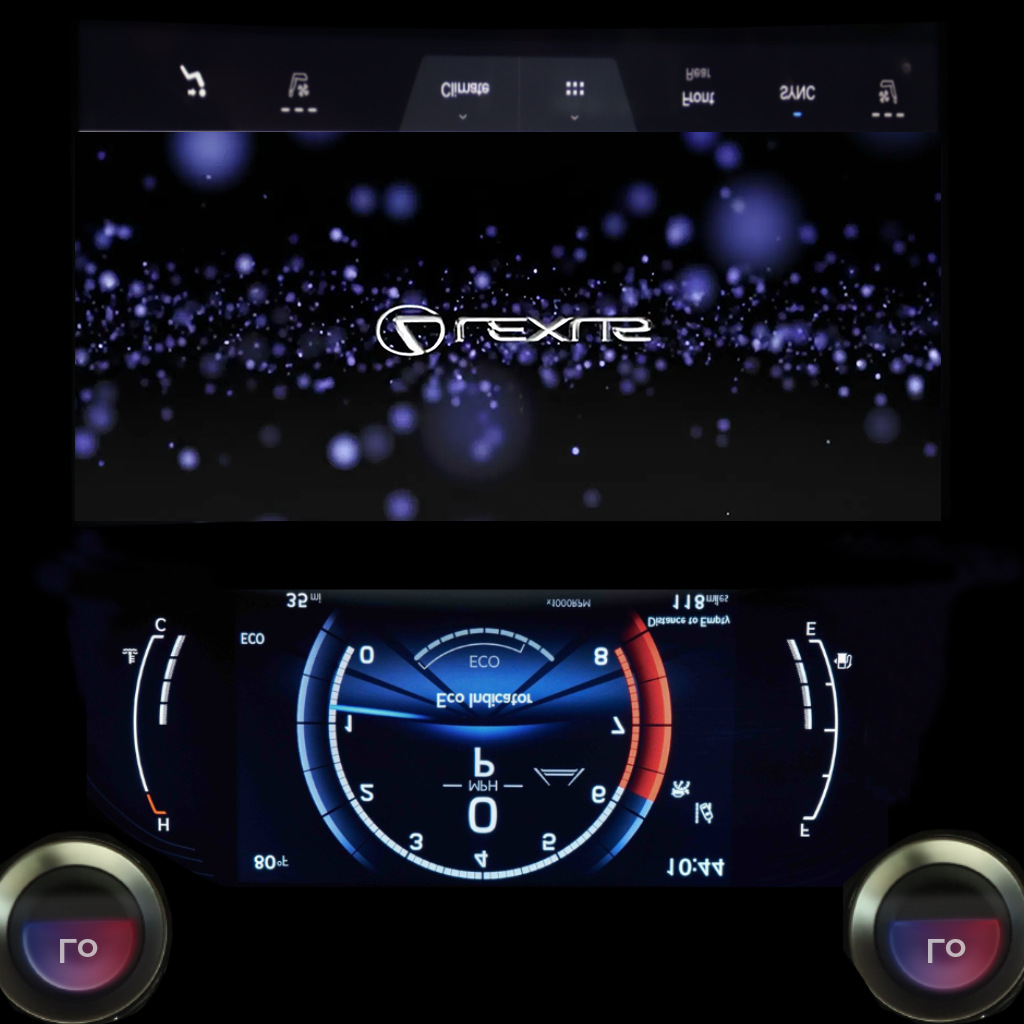 Rear
Climate
Front
SYNC
LEXUS
35 mi
x1000RPM
118 miles
Distance to Empty
C
E
ECO
0
ECO
8
Eco Indicator
1
7
P
MPH
2
6
0
H
F
3
5
4
80°F
10:44
LO
LO